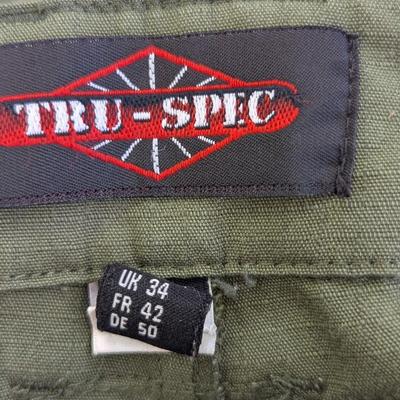 TRU-SPEC
UK 34
FR 42
DE 50